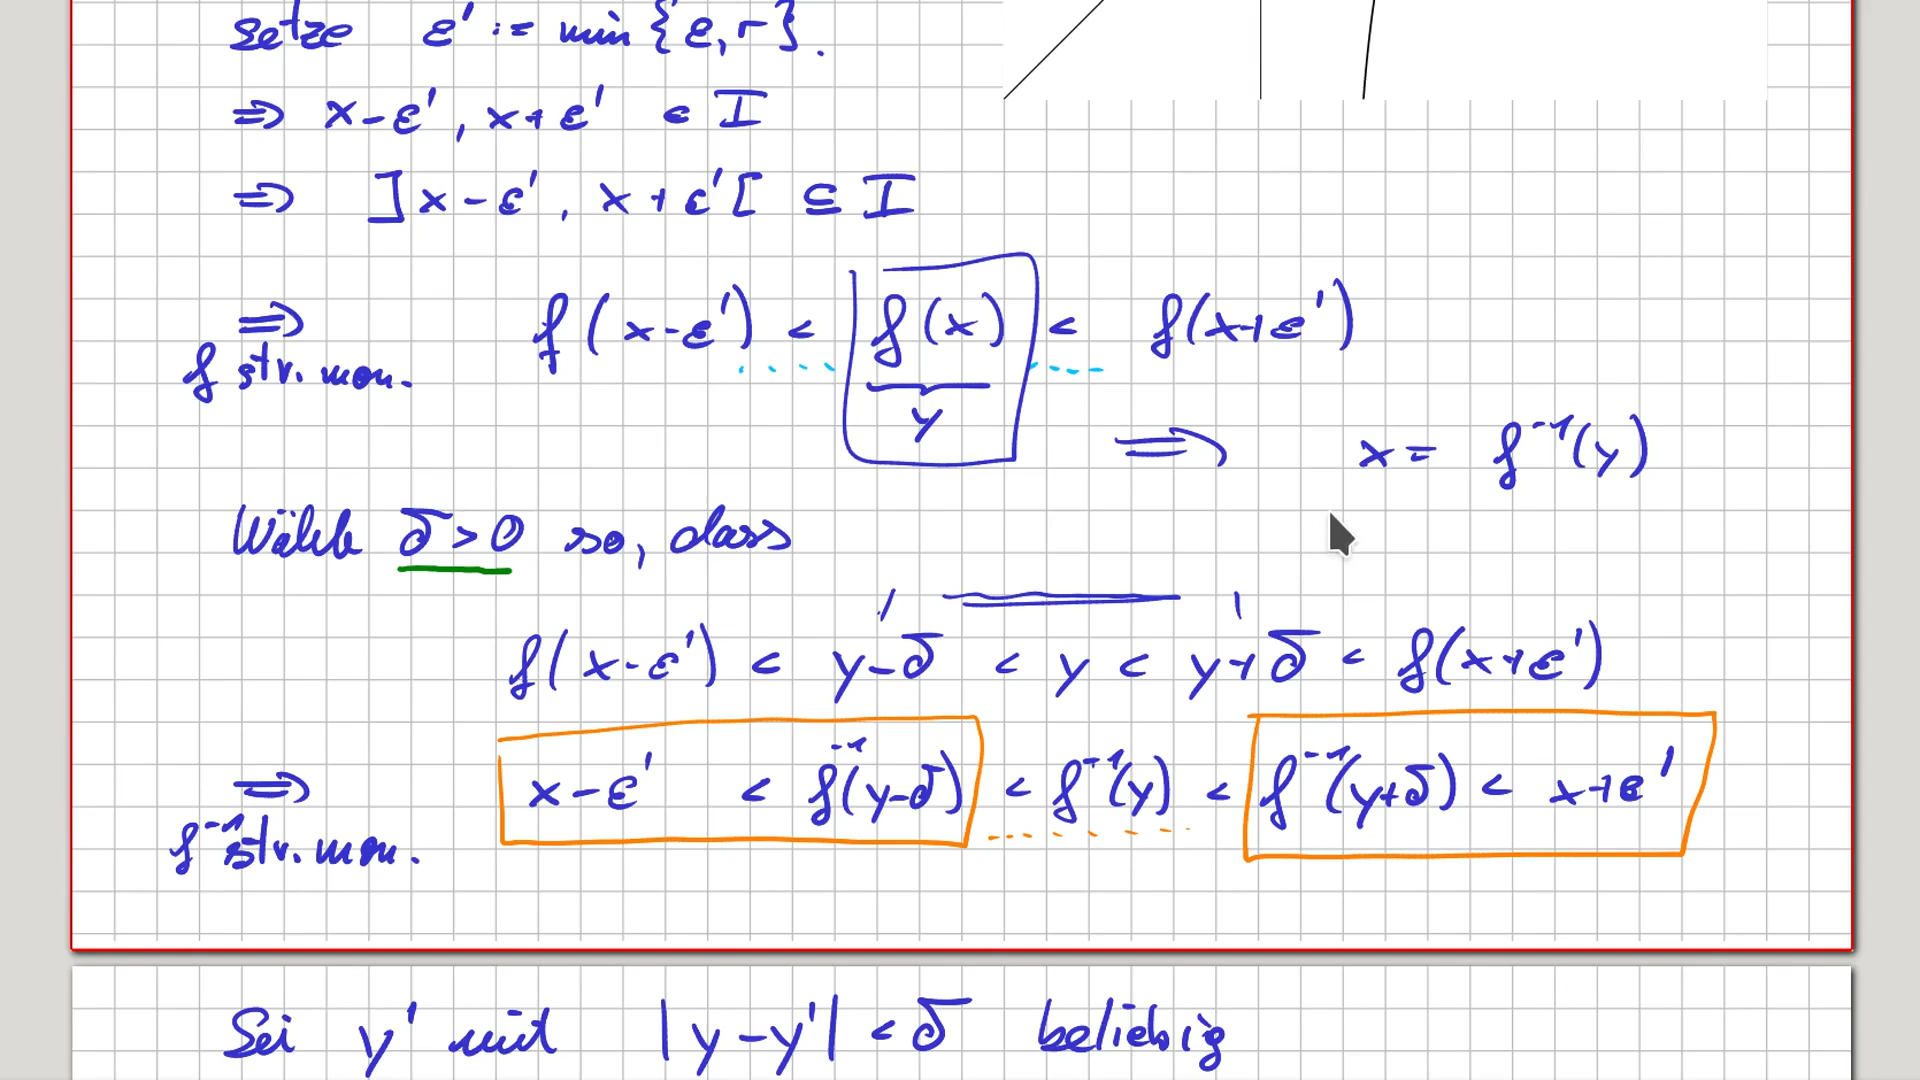 setze ε' := min {ε, r}.
⇒ x-ε', x+ε' ∈ I
⇒ ]x-ε', x+ε'[ ⊆ I
⇒ f(x-ε') < f(x) < f(x+ε')
f str. mon.
y
⇒ x = f⁻¹(y)
Wähle δ>0 so, dass
f(x-ε') < y-δ < y < y+δ < f(x+ε')
⇒ x-ε' < f⁻¹(y-δ) < f⁻¹(y) < f⁻¹(y+δ) < x+ε'
f⁻¹ str. mon.
Sei y' mit |y-y'| < δ beliebig